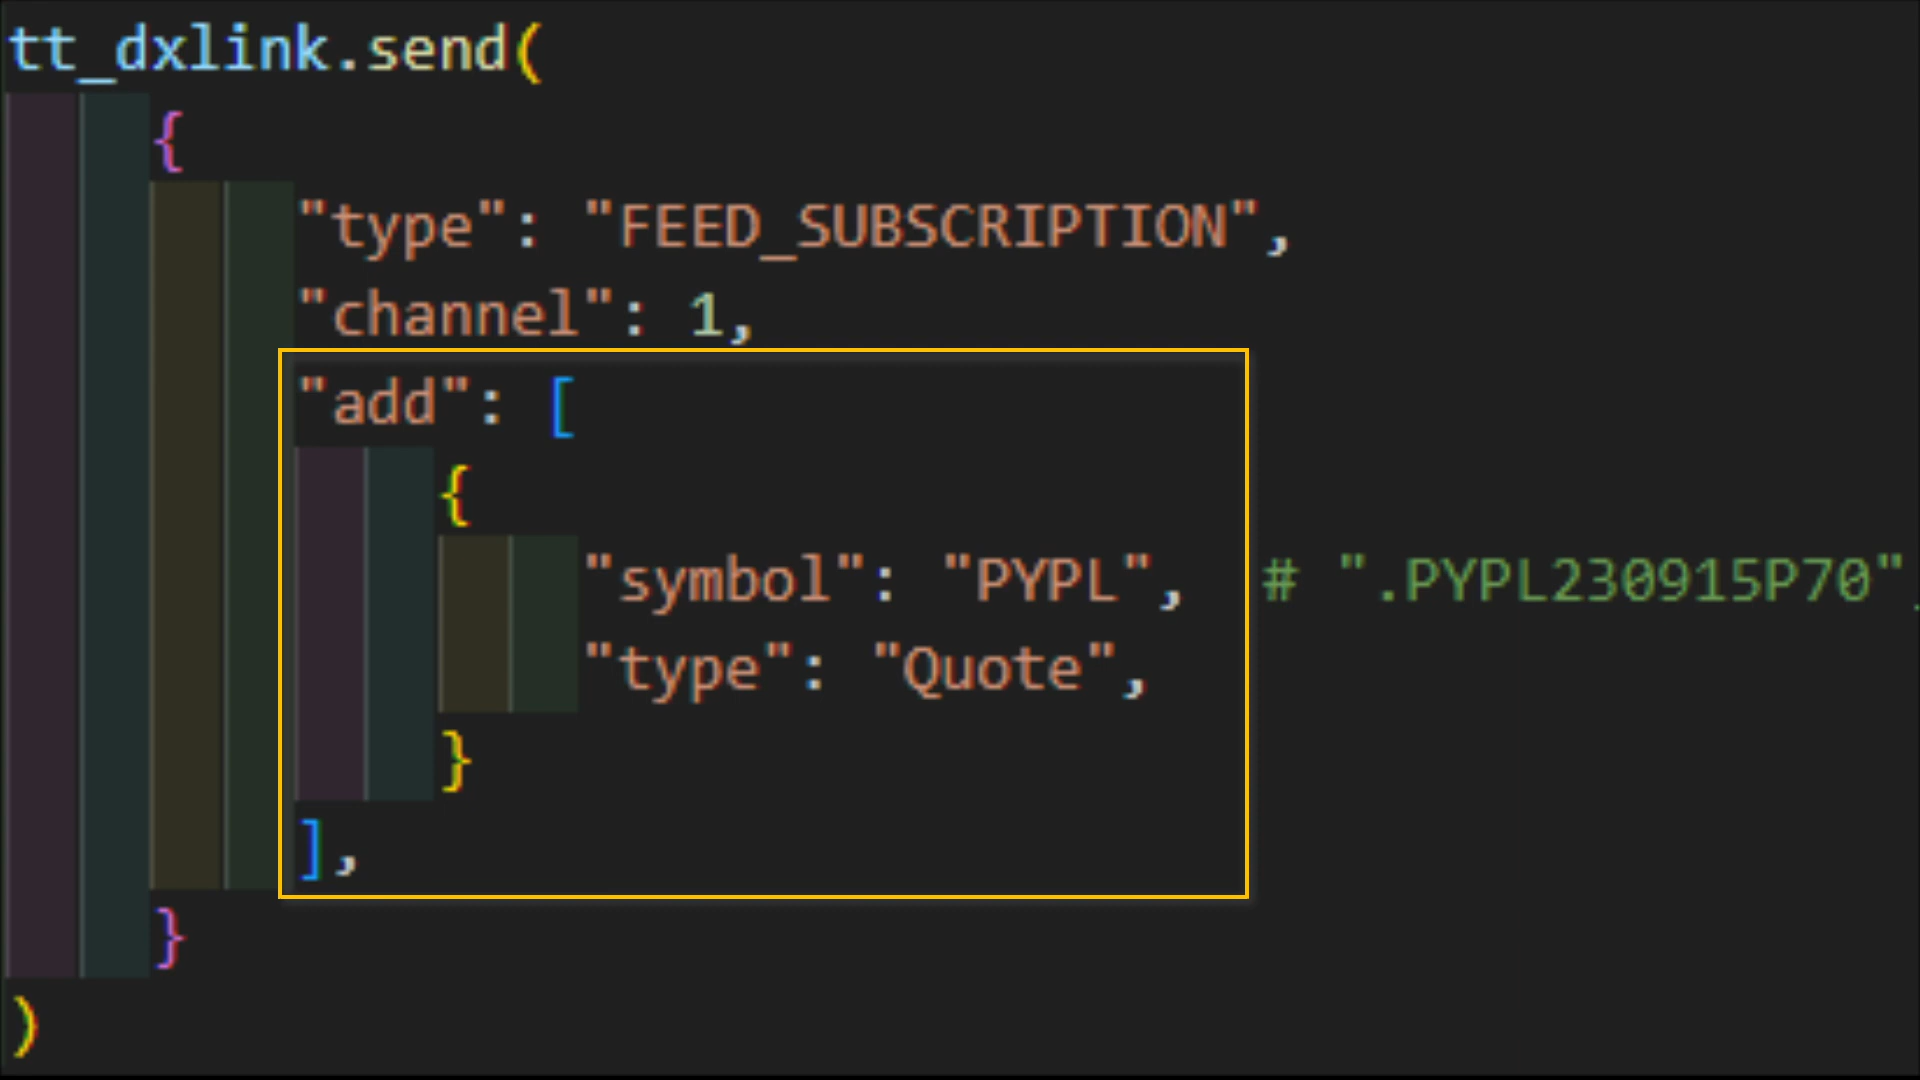 tt_dxlink.send(
{
"type": "FEED_SUBSCRIPTION",
"channel": 1,
"add": [
{
"symbol": "PYPL", # ".PYPL230915P70"
"type": "Quote",
}
],
}
)